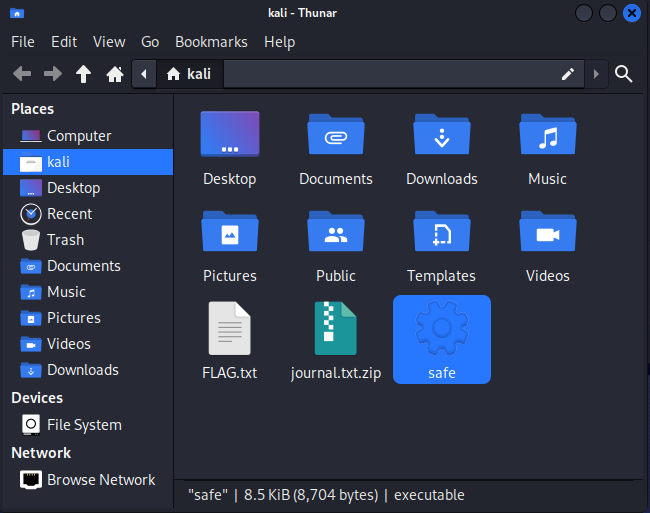 kali - Thunar
File Edit View Go Bookmarks Help
kali
Places
Computer
kali
Desktop
Recent
Trash
Documents
Music
Pictures
Videos
Downloads
Devices
File System
Network
Browse Network
Desktop Documents Downloads Music
Pictures Public Templates Videos
FLAG.txt journal.txt.zip safe
"safe" | 8.5 KiB (8,704 bytes) | executable